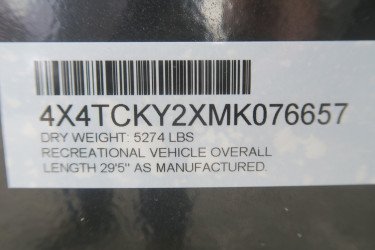 4X4TCKY2XMK076657
DRY WEIGHT: 5274 LBS
RECREATIONAL VEHICLE OVERALL
LENGTH 29'5" AS MANUFACTURED.